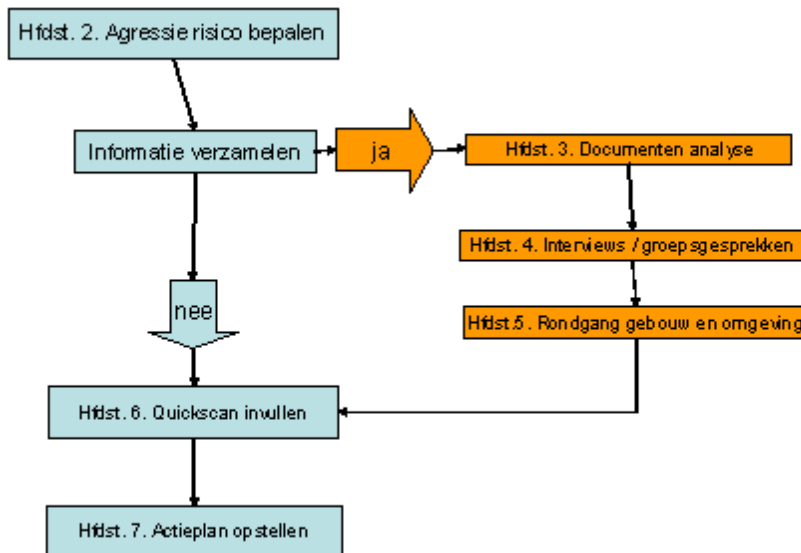 Hfdst. 2. Agressie risico bepalen
Informatie verzamelen
ja
Hfdst. 3. Documenten analyse
Hfdst. 4. Interviews / groepsgesprekken
Hfdst.5. Rondgang gebouw en omgeving
nee
Hfdst. 6. Quickscan invullen
Hfdst. 7. Actieplan opstellen